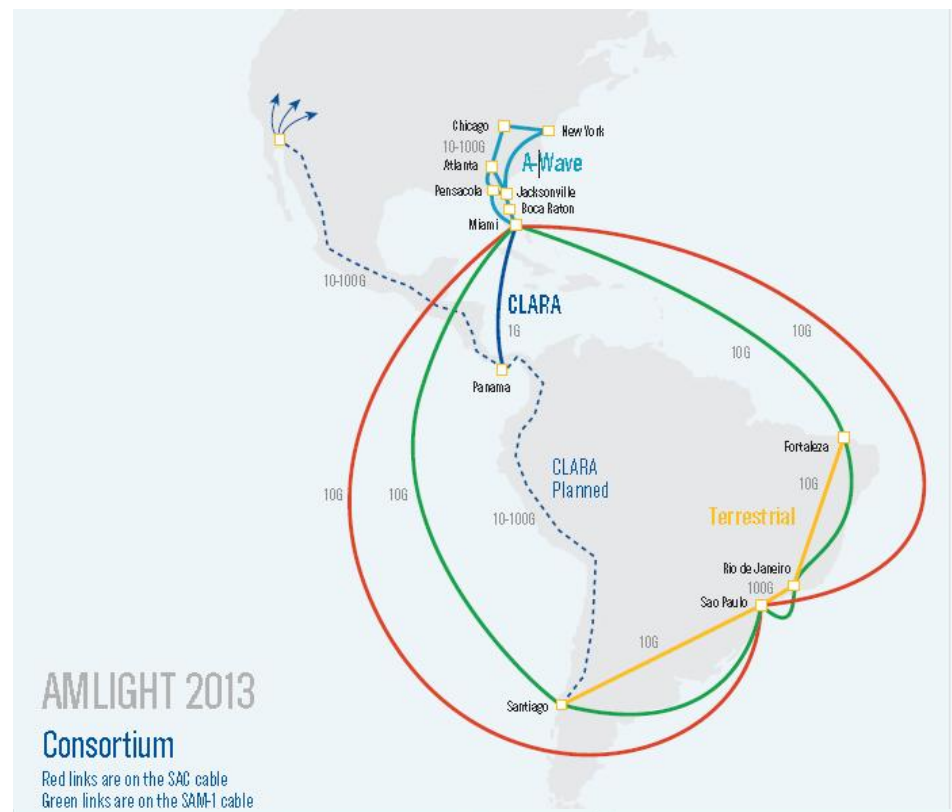 Chicago
New York
10-100G
A-Wave
Atlanta
Pensacola
Jacksonville
Boca Raton
Miami
10-100G
CLARA
1G
10G
10G
Panama
Fortaleza
CLARA
Planned
10G
10G
10G
10-100G
Terrestrial
Rio de Janeiro
100G
Sao Paulo
10G
Santiago
AMLIGHT 2013
Consortium
Red links are on the SAC cable
Green links are on the SAM-1 cable